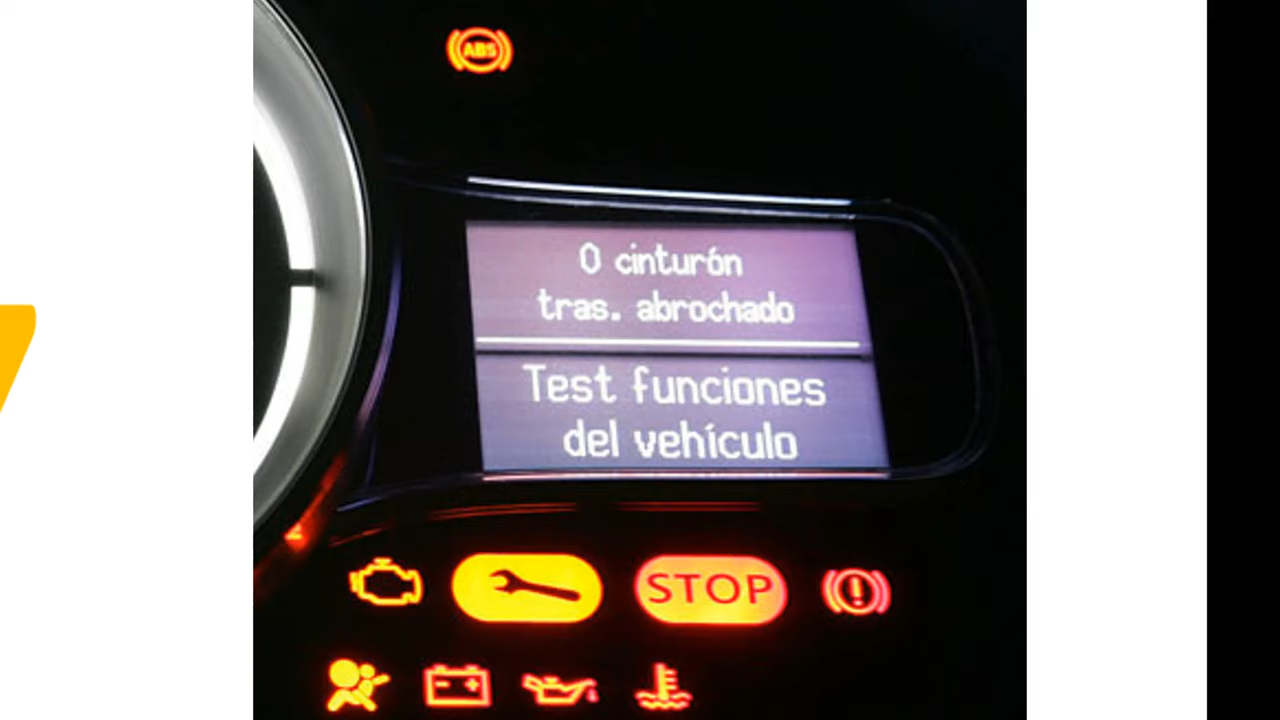 ABS
0 cinturón
tras. abrochado
Test funciones
del vehículo
STOP